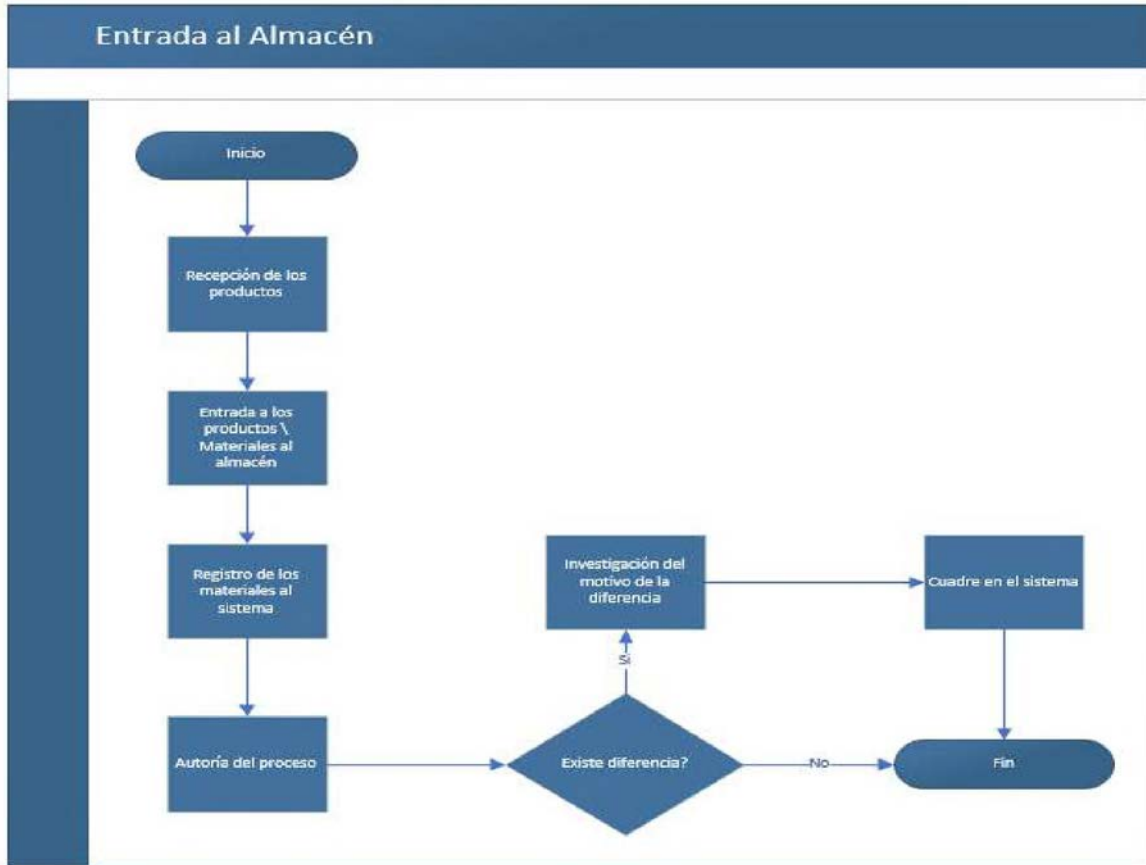 Entrada al Almacén
Inicio
Recepción de los
productos
Entrada a los
productos \
Materiales al
almacén
Registro de los
materiales al
sistema
Autoría del proceso
Existe diferencia?
Si
Investigación del
motivo de la
diferencia
Cuadre en el sistema
No
Fin